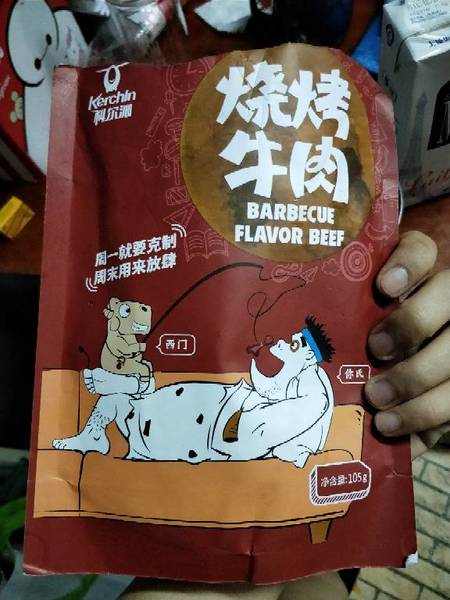 Kerchin
科尔沁
烧烤
牛肉
BARBECUE
FLAVOR BEEF
周一就要克制
周末用来放肆
西门
你氏
净含量:105g